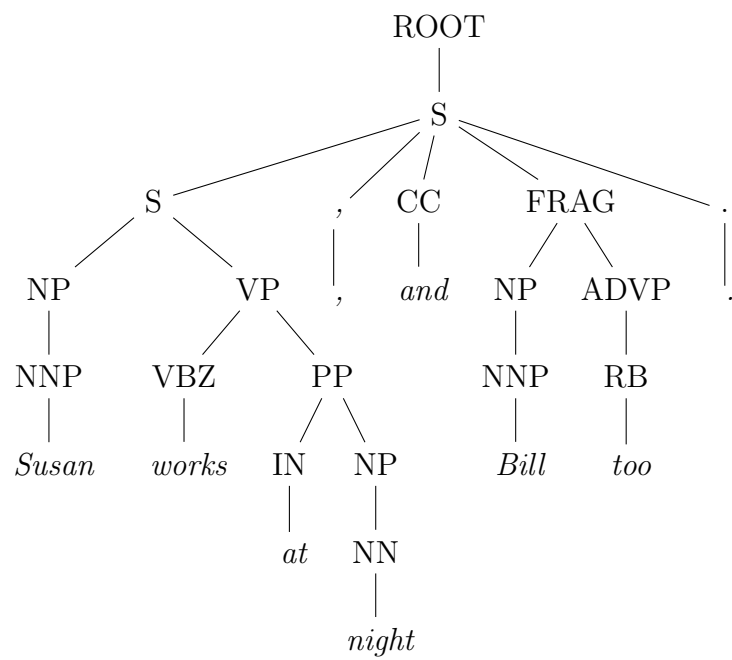 ROOT
S
S , CC FRAG .
NP VP , and NP ADVP .
NNP VBZ PP NNP RB
Susan works IN NP Bill too
at NN
night